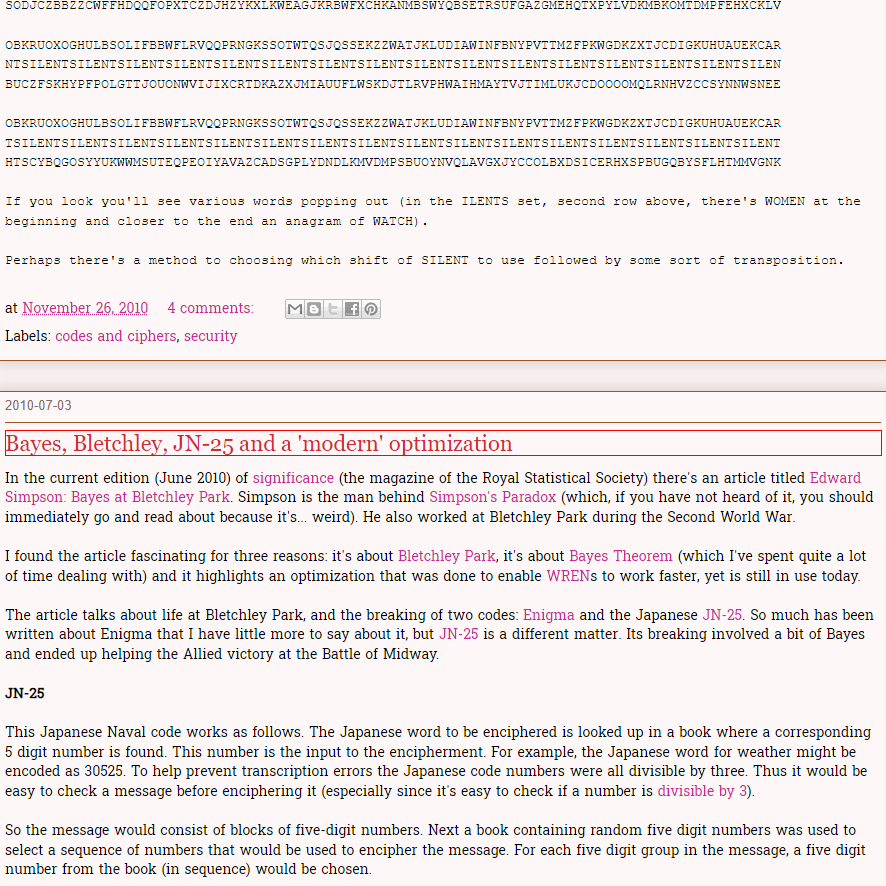 SODJCZBBZZCWFFHDQQFOPXTCZDJHZYKXLKWEAGJKRBWFXCHKANMBSWYQBSETRSUFGAZGMEHQTXPYLVDKMBKOMTDMPFEHXCKLV
OBKRUOXOGHULBSOLIFBBWFLRVQQPRNGKSSOTWTQSJQSSEKZZWATJKLUDIAWINFBNYPVTTMZFPKWGDKZXTJCDIGKUHUAUEKCAR
NTSILENTSILENTSILENTSILENTSILENTSILENTSILENTSILENTSILENTSILENTSILENTSILENTSILENTSILENTSILENTSILEN
BUCZFSKHYPFPOLGTTJOUONWVIJIXCRTDKAZXJMIAUUFLWSKDJTLRVPHWAIHMAYTVJTIMLUKJCDOOOOMQLRNHVZCCSYNNWSNEE
OBKRUOXOGHULBSOLIFBBWFLRVQQPRNGKSSOTWTQSJQSSEKZZWATJKLUDIAWINFBNYPVTTMZFPKWGDKZXTJCDIGKUHUAUEKCAR
TSILENTSILENTSILENTSILENTSILENTSILENTSILENTSILENTSILENTSILENTSILENTSILENTSILENTSILENTSILENTSILENT
HTSCYBQGOSYYUKWWMSUTEQPEOIYAVAZCADSGPLYDNDLKMVDMPSBUOYNVQLAVGXJYCCOLBXDSICERHXSPBUGQBYSFLHTMMVGNK
If you look you'll see various words popping out (in the ILENTS set, second row above, there's WOMEN at the
beginning and closer to the end an anagram of WATCH).
Perhaps there's a method to choosing which shift of SILENT to use followed by some sort of transposition.
at November 26, 2010 4 comments:
Labels: codes and ciphers, security
2010-07-03
Bayes, Bletchley, JN-25 and a 'modern' optimization
In the current edition (June 2010) of significance (the magazine of the Royal Statistical Society) there's an article titled Edward
Simpson: Bayes at Bletchley Park. Simpson is the man behind Simpson's Paradox (which, if you have not heard of it, you should
immediately go and read about because it's... weird). He also worked at Bletchley Park during the Second World War.
I found the article fascinating for three reasons: it's about Bletchley Park, it's about Bayes Theorem (which I've spent quite a lot
of time dealing with) and it highlights an optimization that was done to enable WRENs to work faster, yet is still in use today.
The article talks about life at Bletchley Park, and the breaking of two codes: Enigma and the Japanese JN-25. So much has been
written about Enigma that I have little more to say about it, but JN-25 is a different matter. Its breaking involved a bit of Bayes
and ended up helping the Allied victory at the Battle of Midway.
JN-25
This Japanese Naval code works as follows. The Japanese word to be enciphered is looked up in a book where a corresponding
5 digit number is found. This number is the input to the encipherment. For example, the Japanese word for weather might be
encoded as 30525. To help prevent transcription errors the Japanese code numbers were all divisible by three. Thus it would be
easy to check a message before enciphering it (especially since it's easy to check if a number is divisible by 3).
So the message would consist of blocks of five-digit numbers. Next a book containing random five digit numbers was used to
select a sequence of numbers that would be used to encipher the message. For each five digit group in the message, a five digit
number from the book (in sequence) would be chosen.